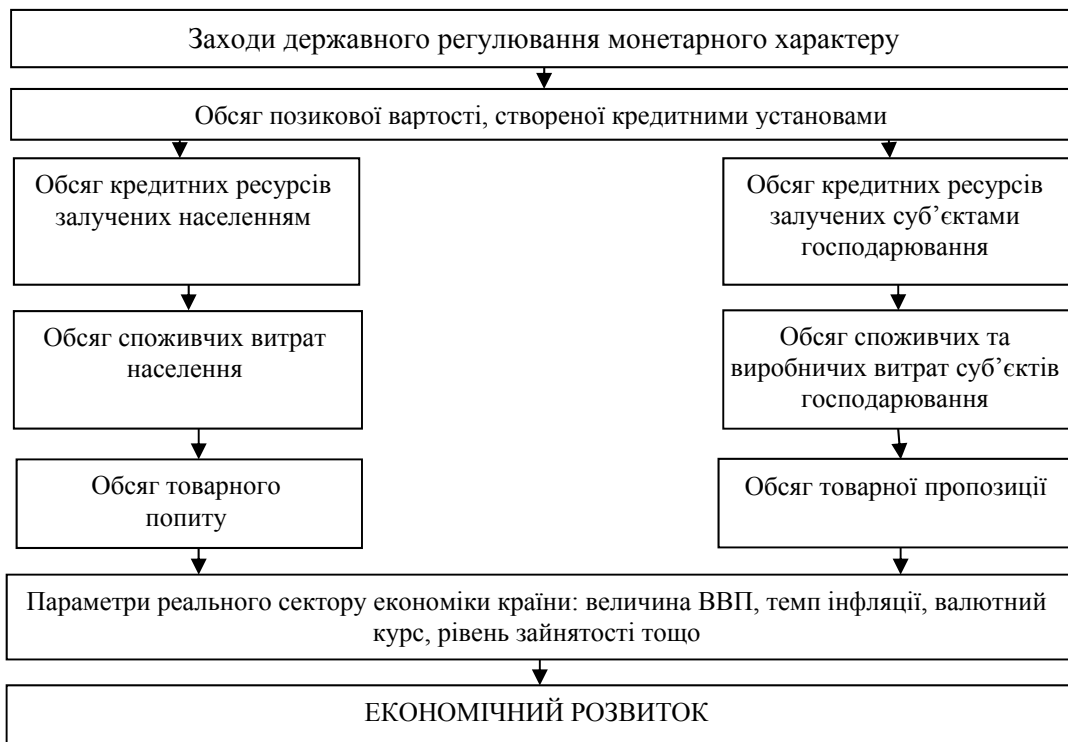 Заходи державного регулювання монетарного характеру
Обсяг позикової вартості, створеної кредитними установами
Обсяг кредитних ресурсів
залучених населенням
Обсяг кредитних ресурсів
залучених суб’єктами
господарювання
Обсяг споживчих витрат
населення
Обсяг споживчих та
виробничих витрат суб’єктів
господарювання
Обсяг товарного
попиту
Обсяг товарної пропозиції
Параметри реального сектору економіки країни: величина ВВП, темп інфляції, валютний
курс, рівень зайнятості тощо
ЕКОНОМІЧНИЙ РОЗВИТОК